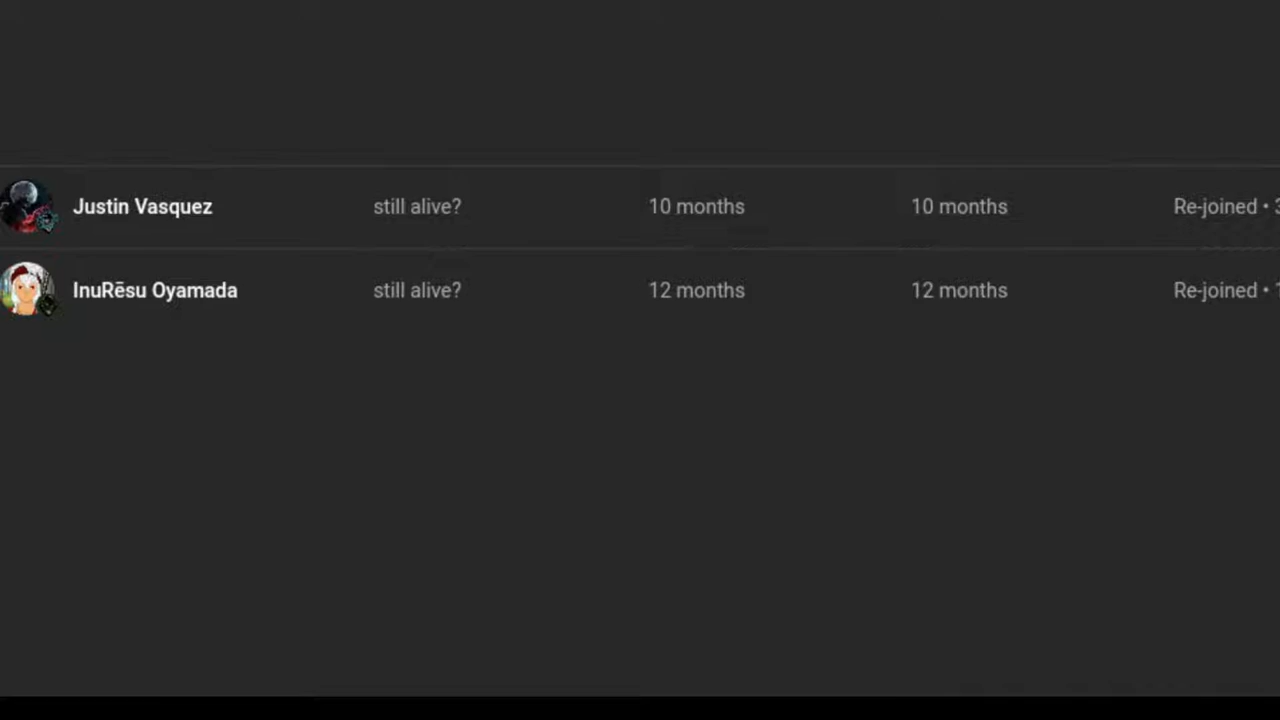 Justin Vasquez still alive? 10 months 10 months Re-joined •
InuRēsu Oyamada still alive? 12 months 12 months Re-joined •